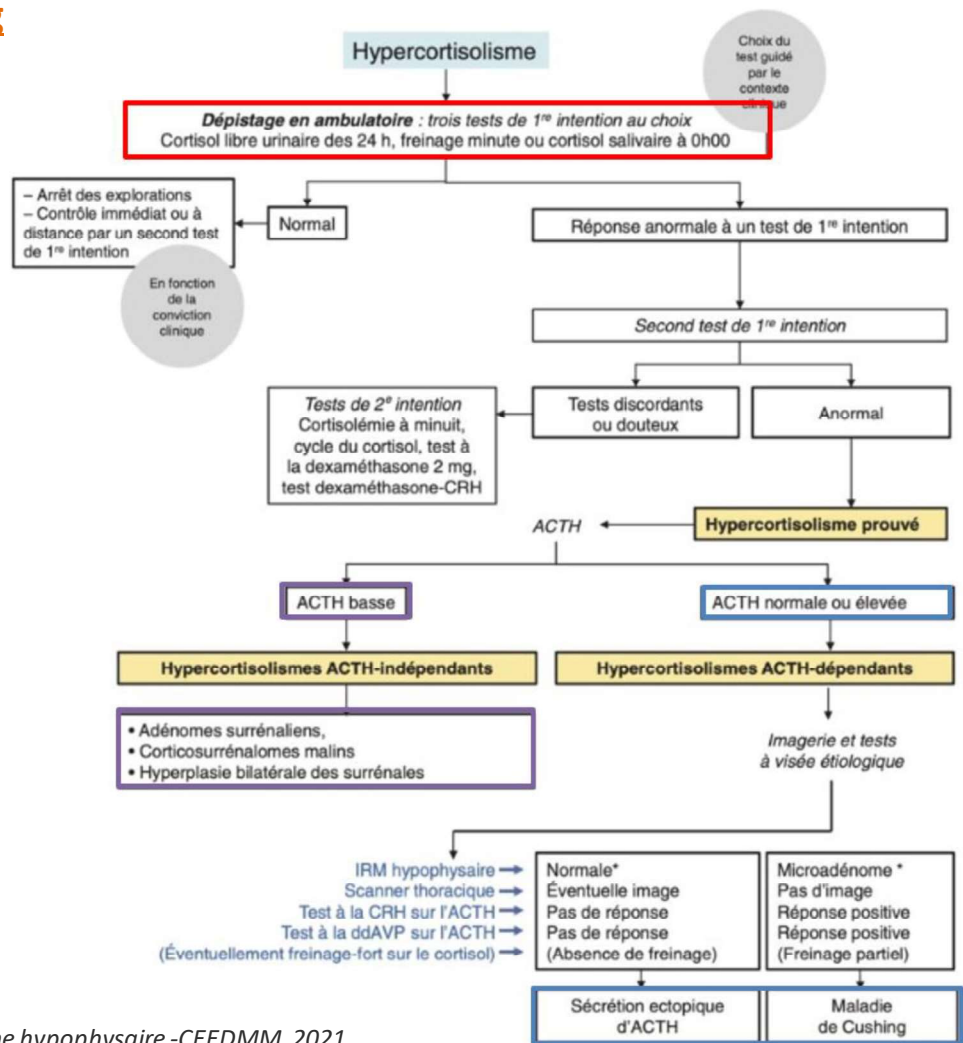 Hypercortisolisme
Choix du
test guidé
par le
contexte
clinique
Dépistage en ambulatoire : trois tests de 1re intention au choix
Cortisol libre urinaire des 24 h, freinage minute ou cortisol salivaire à 0h00
– Arrêt des explorations
– Contrôle immédiat ou à
distance par un second test
de 1re intention
Normal
Réponse anormale à un test de 1re intention
En fonction
de la
conviction
clinique
Second test de 1re intention
Tests de 2e intention
Cortisolémie à minuit,
cycle du cortisol, test à
la dexaméthasone 2 mg,
test dexaméthasone-CRH
Tests discordants
ou douteux
Anormal
ACTH
Hypercortisolisme prouvé
ACTH basse
ACTH normale ou élevée
Hypercortisolismes ACTH-indépendants
Hypercortisolismes ACTH-dépendants
• Adénomes surrénaliens,
• Corticosurrénalomes malins
• Hyperplasie bilatérale des surrénales
Imagerie et tests
à visée étiologique
IRM hypophysaire
Scanner thoracique
Test à la CRH sur l'ACTH
Test à la ddAVP sur l'ACTH
(Éventuellement freinage-fort sur le cortisol)
Normale*
Éventuelle image
Pas de réponse
Pas de réponse
(Absence de freinage)
Microadénome *
Pas d'image
Réponse positive
Réponse positive
(Freinage partiel)
Sécrétion ectopique
d'ACTH
Maladie
de Cushing
hypophysaire -CEEDMM 2021